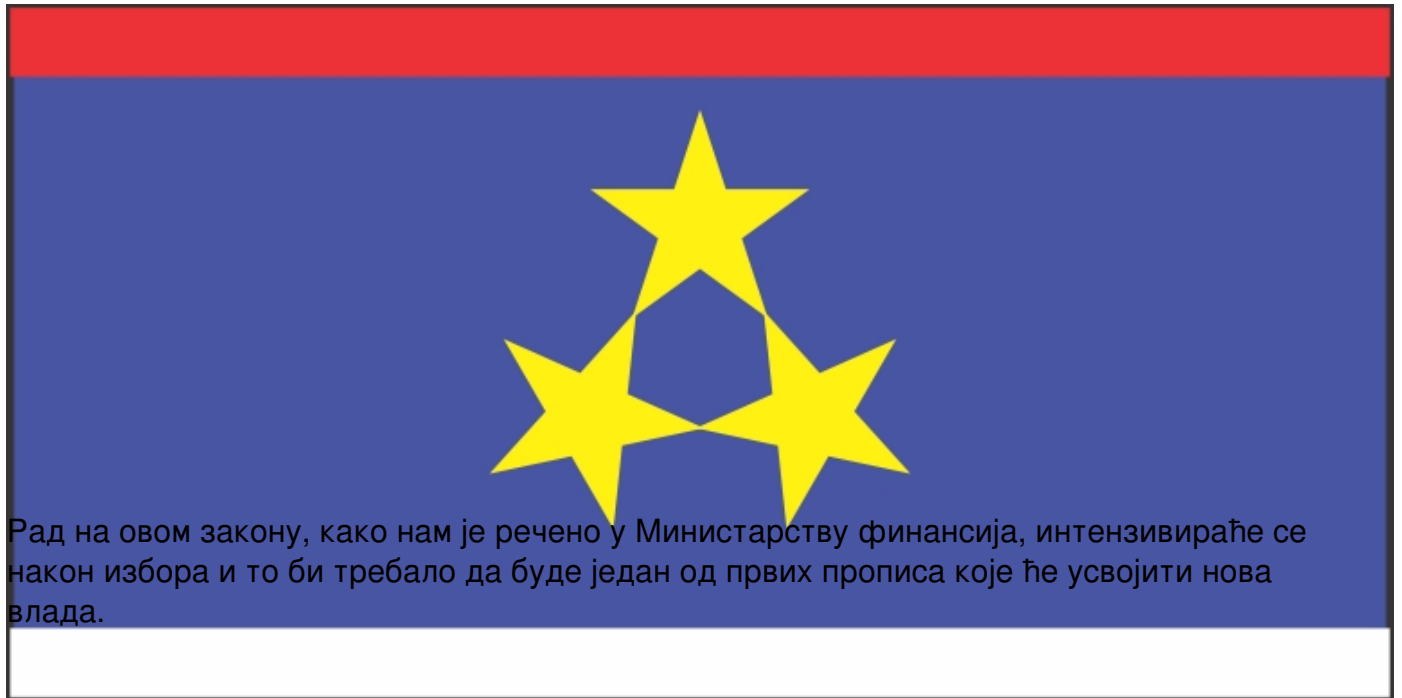 Рад на овом закону, како нам је речено у Министарству финансија, интензивираће се
након избора и то би требало да буде један од првих прописа које ће усвојити нова
влада.